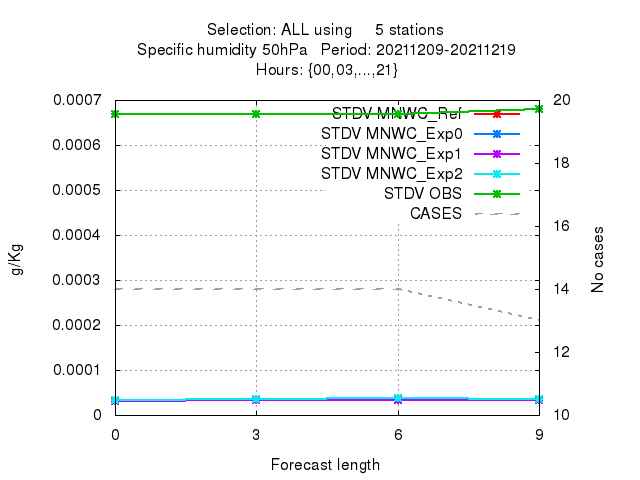 Selection: ALL using 5 stations
Specific humidity 50hPa Period: 20211209-20211219
Hours: {00,03,...,21}
0.0007
0.0006
0.0005
0.0004
0.0003
0.0002
0.0001
0
g/Kg
STDV MNWC_Ref
STDV MNWC_Exp0
STDV MNWC_Exp1
STDV MNWC_Exp2
STDV OBS
CASES
20
18
16
14
12
10
No cases
0 3 6 9
Forecast length